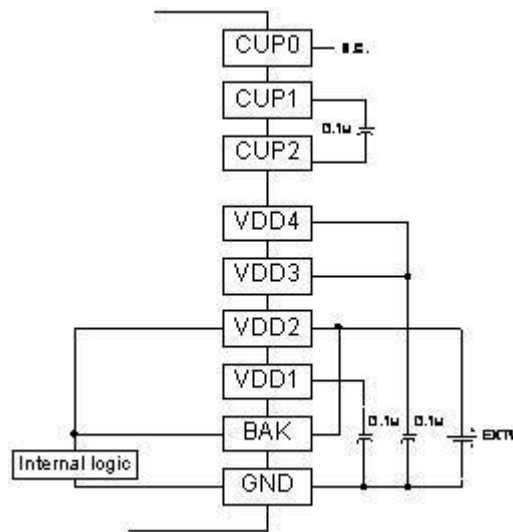 CUP0
N.C.
CUP1
0.1u
CUP2
VDD4
VDD3
VDD2
VDD1
BAK
0.1u
0.1u
Internal logic
GND